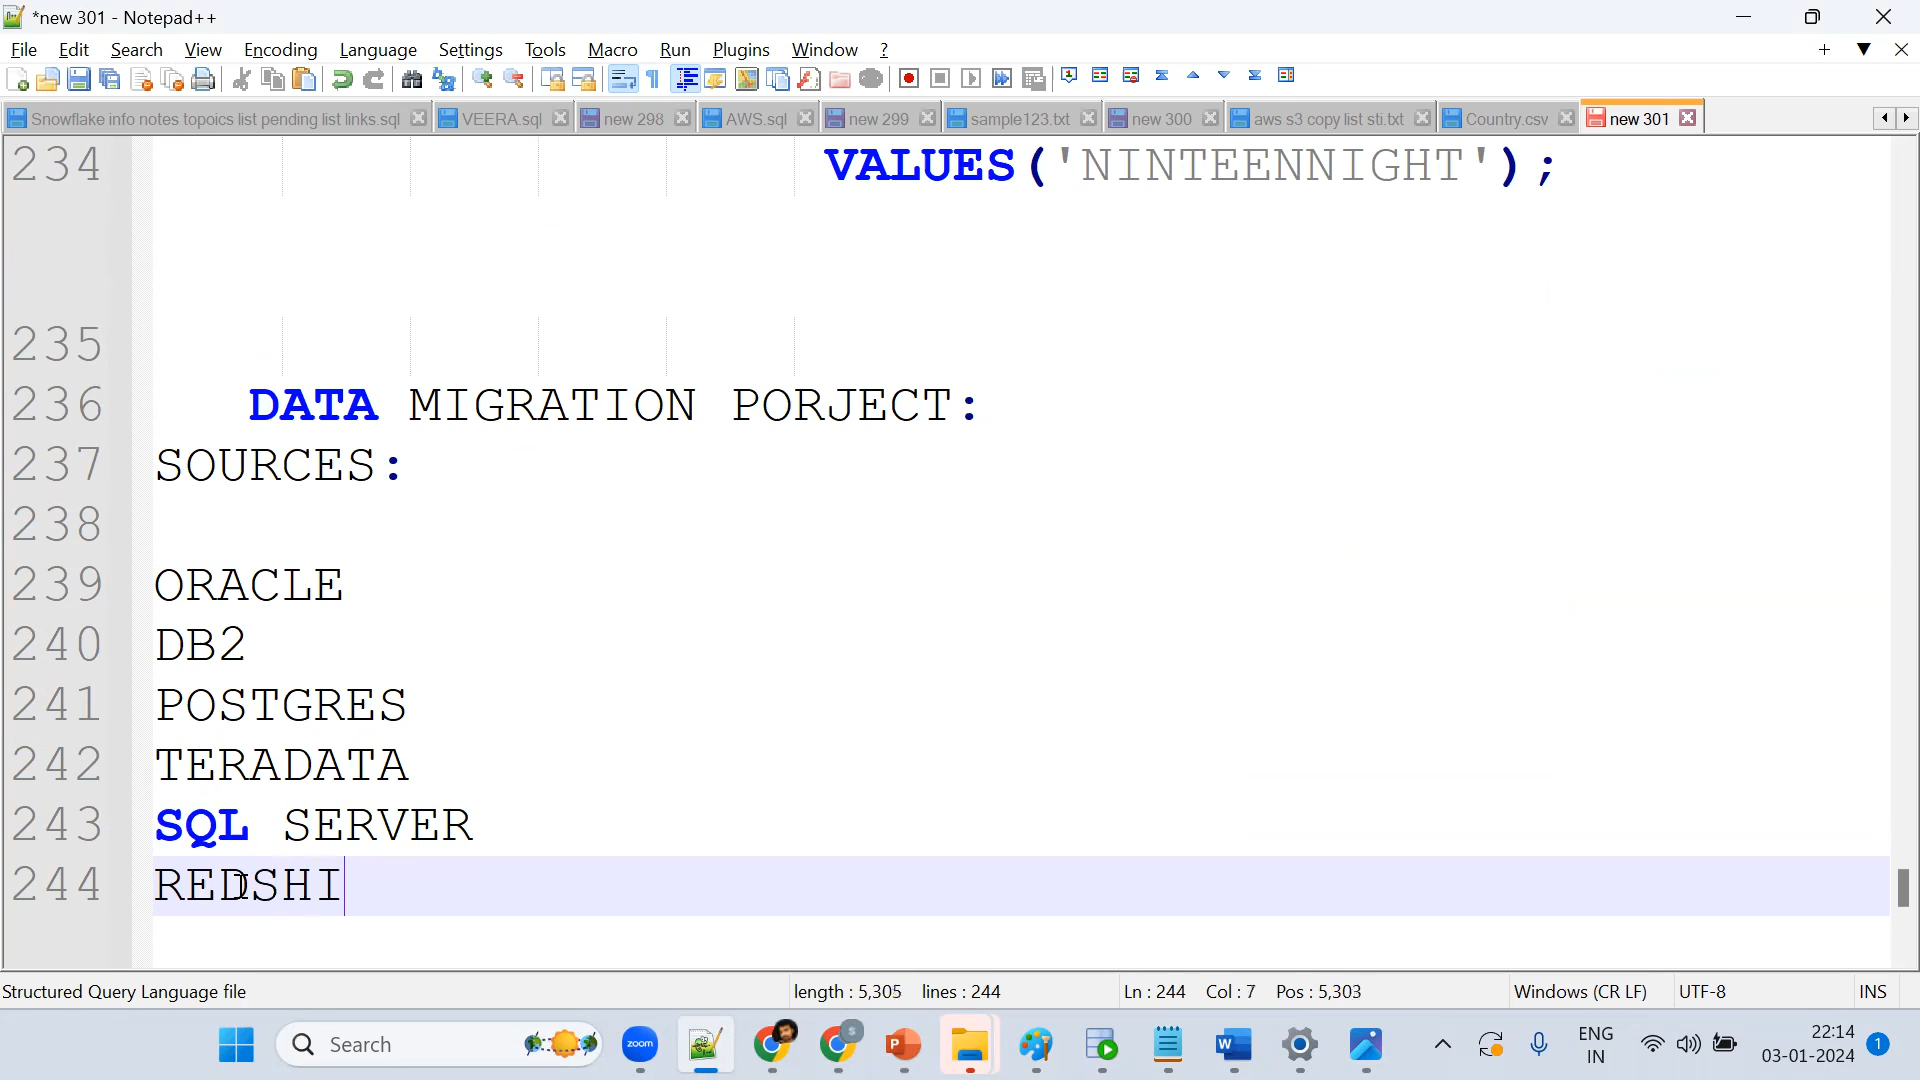 *new 301 - Notepad++
File Edit Search View Encoding Language Settings Tools Macro Run Plugins Window ?
Snowflake info notes topoics list pending list links.sql VEERA.sql new 298 AWS.sql new 299 sample123.txt new 300 aws s3 copy list sti.txt Country.csv new 301
234 VALUES('NINTEENNIGHT');
235
236 DATA MIGRATION PORJECT:
237 SOURCES:
238
239 ORACLE
240 DB2
241 POSTGRES
242 TERADATA
243 SQL SERVER
244 REDSHI
Structured Query Language file length : 5,305 lines : 244 Ln : 244 Col : 7 Pos : 5,303 Windows (CR LF) UTF-8 INS
Search zoom ENG IN 22:14 03-01-2024 1